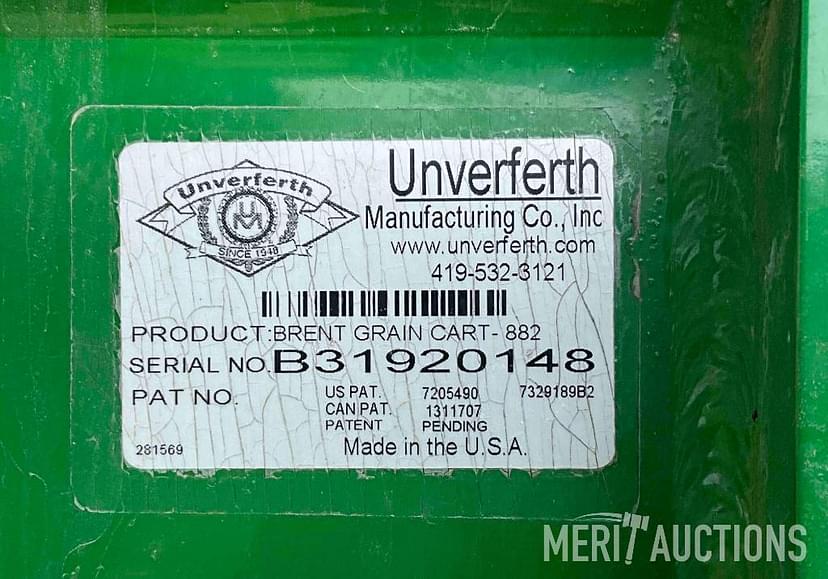 Unverferth
UM
SINCE 1948
Unverferth
Manufacturing Co., Inc
www.unverferth.com
419-532-3121
PRODUCT:BRENT GRAIN CART-882
SERIAL NO.B31920148
PAT NO. US PAT. 7205490 7329189B2
CAN PAT. 1311707
PATENT PENDING
281569 Made in the U.S.A.
MERIT AUCTIONS